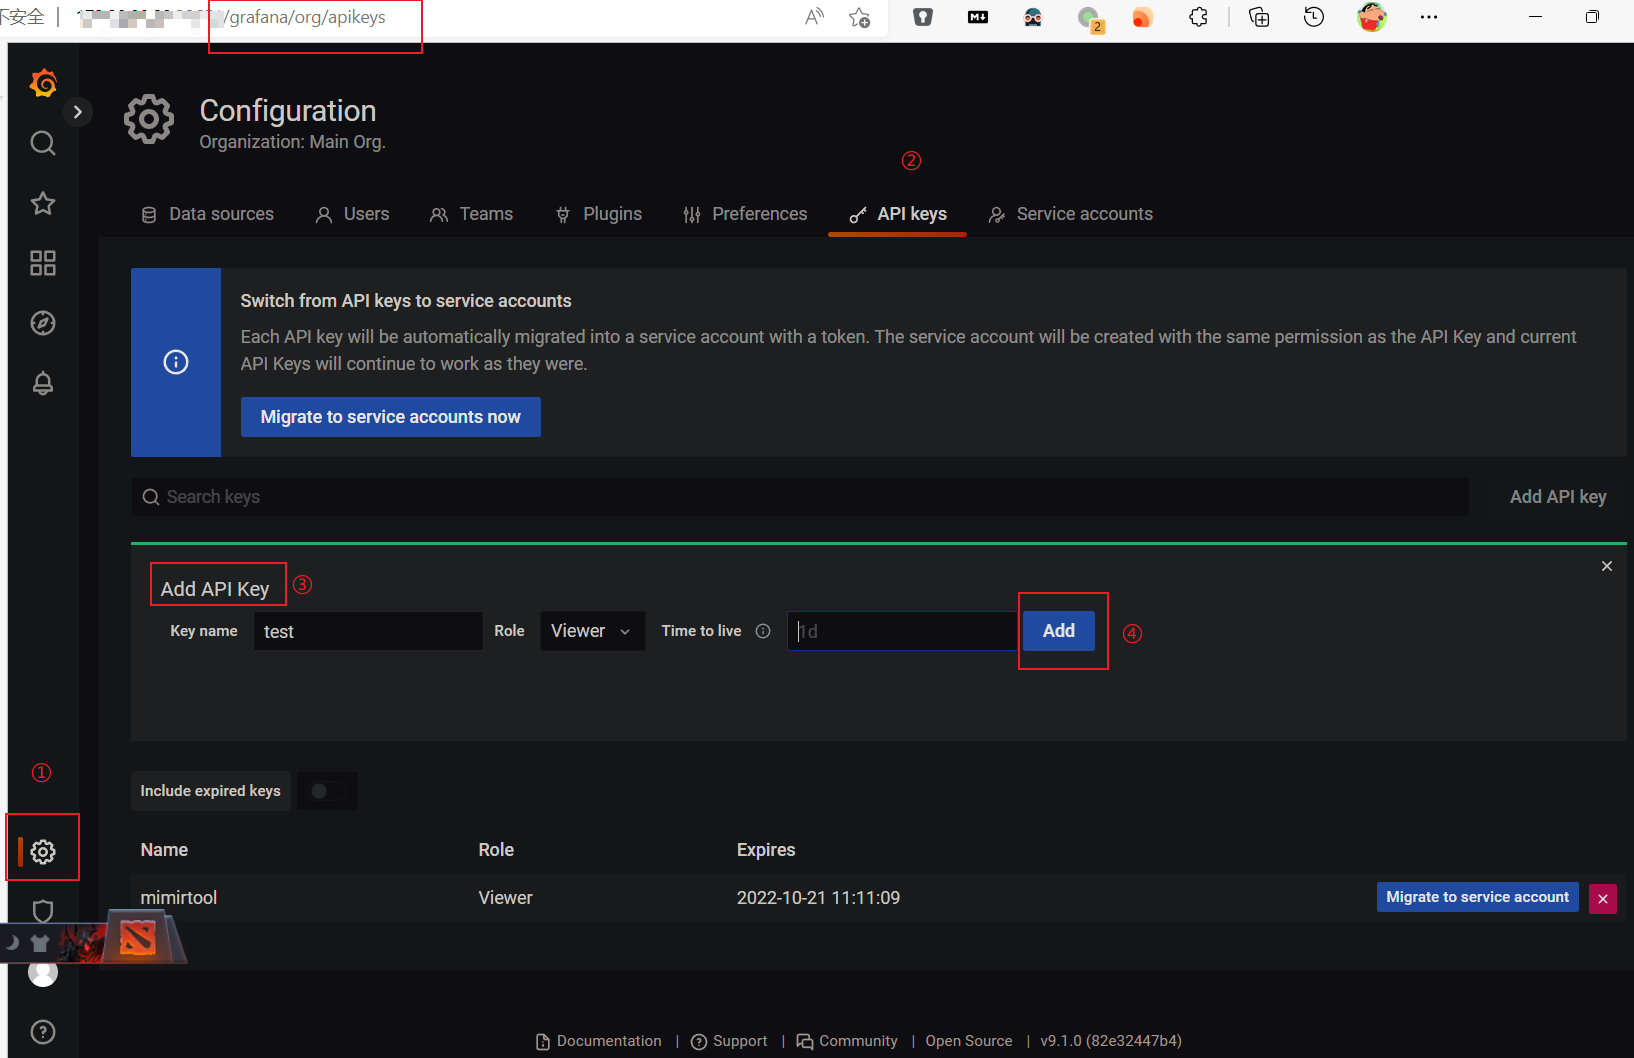 不安全 /grafana/org/apikeys
2
Configuration
Organization: Main Org.
②
Data sources Users Teams Plugins Preferences API keys Service accounts
Switch from API keys to service accounts
Each API key will be automatically migrated into a service account with a token. The service account will be created with the same permission as the API Key and current
API Keys will continue to work as they were.
Migrate to service accounts now
Search keys Add API key
Add API Key ③
Key name test Role Viewer Time to live 1d Add ④
①
Include expired keys
Name Role Expires
mimirtool Viewer 2022-10-21 11:11:09 Migrate to service account
Documentation | Support | Community | Open Source | v9.1.0 (82e32447b4)